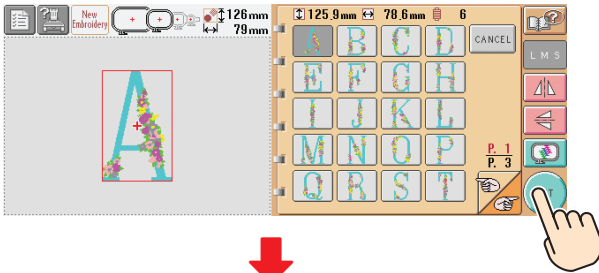 New
Embroidery
126mm
79mm
125.9mm 78.6mm 6
A B C D
CANCEL
L M S
E F G H
I J K L
M N O P
P. 1
P. 3
Q R S T
A